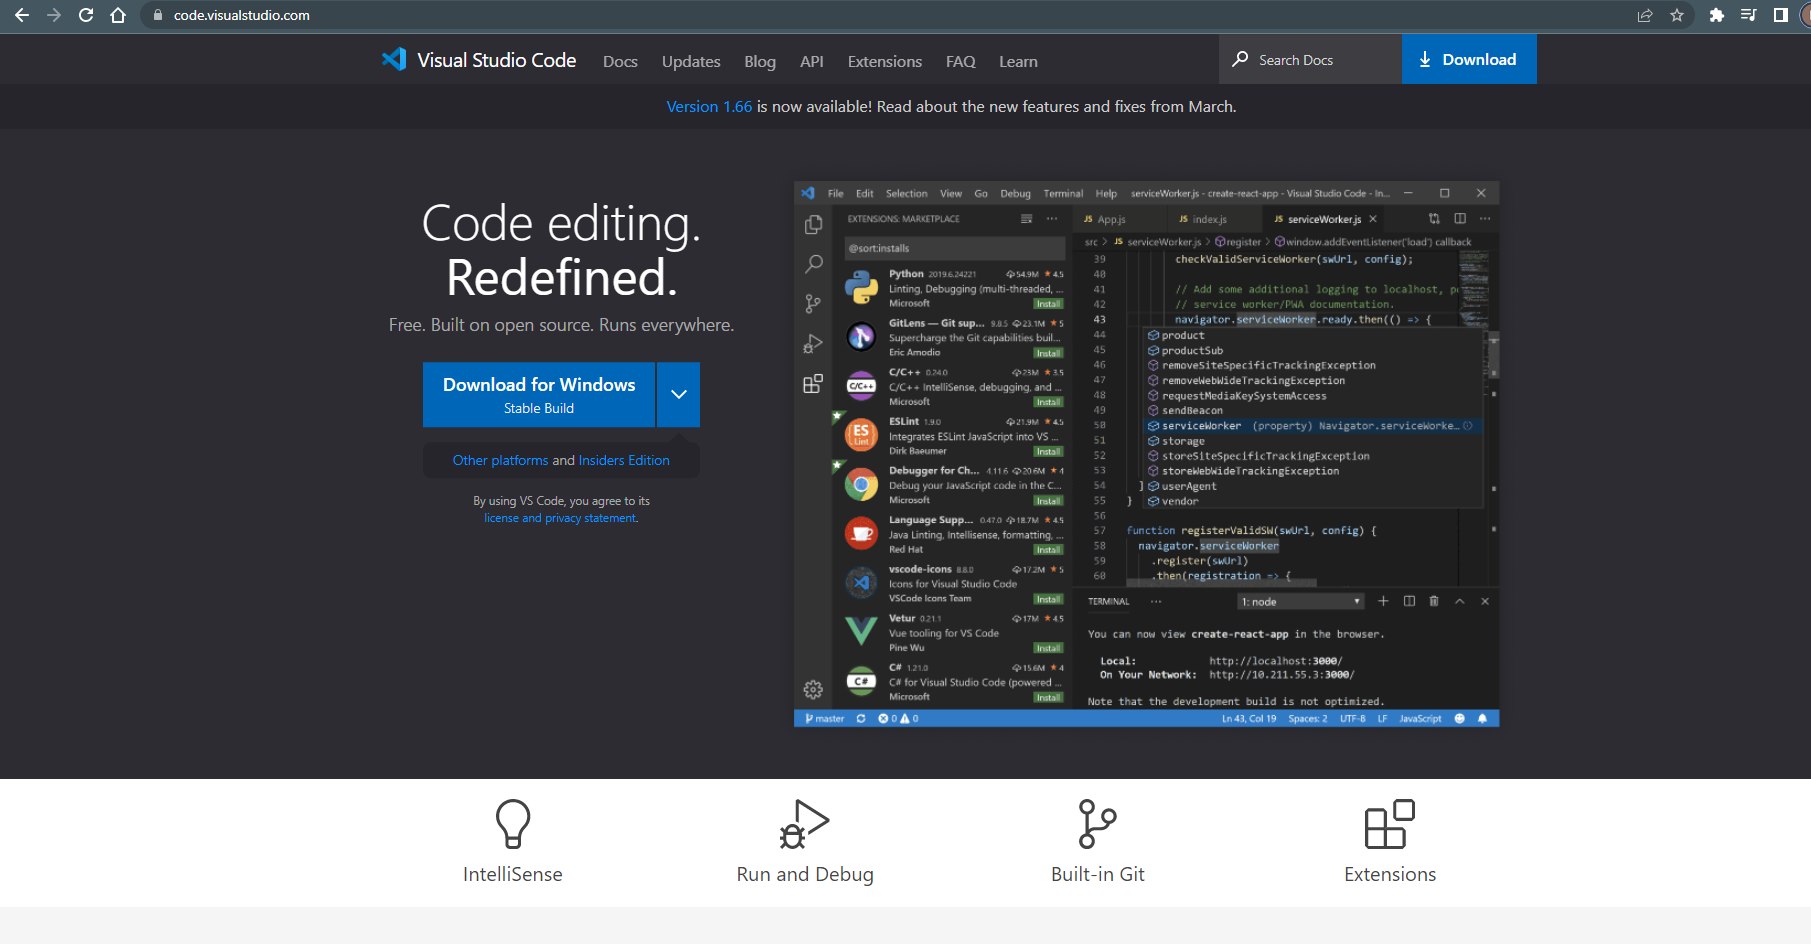 code.visualstudio.com
Visual Studio Code Docs Updates Blog API Extensions FAQ Learn Search Docs Download
Version 1.66 is now available! Read about the new features and fixes from March.
Code editing.
Redefined.
Free. Built on open source. Runs everywhere.
Download for Windows
Stable Build
Other platforms and Insiders Edition
By using VS Code, you agree to its
license and privacy statement.
File Edit Selection View Go Debug Terminal Help serviceWorker.js - create-react-app - Visual Studio Code - In...
EXTENSIONS: MARKETPLACE
@sort:installs
Python 2019.6.24221 54.9M 4.5
Linting, Debugging (multi-threaded, ...
Microsoft Install
GitLens — Git sup... 9.8.5 23.1M 5
Supercharge the Git capabilities buil...
Eric Amodio Install
C/C++ 0.24.0 23M 3.5
C/C++ IntelliSense, debugging, and ...
Microsoft Install
ESLint 1.9.0 21.9M 4.5
Integrates ESLint JavaScript into VS ...
Dirk Baeumer Install
Debugger for Ch... 4.11.6 20.6M 4
Debug your JavaScript code in the C...
Microsoft Install
Language Supp... 0.47.0 18.7M 4.5
Java Linting, Intellisense, formatting, ...
Red Hat Install
vscode-icons 8.8.0 17.2M 5
Icons for Visual Studio Code
VSCode Icons Team Install
Vetur 0.21.1 17M 4.5
Vue tooling for VS Code
Pine Wu Install
C# 1.21.0 15.6M 4
C# for Visual Studio Code (powered ...
Microsoft Install
JS App.js JS index.js JS serviceWorker.js
src > JS serviceWorker.js > register > window.addEventListener('load') callback
39 checkValidServiceWorker(swUrl, config);
40
41 // Add some additional logging to localhost, p
42 // service worker/PWA documentation.
43 navigator.serviceWorker.ready.then(() => {
44 product
45 productSub
46 removeSiteSpecificTrackingException
47 removeWebWideTrackingException
48 requestMediaKeySystemAccess
49 sendBeacon
50 serviceWorker (property) Navigator.serviceWorke...
51 storage
52 storeSiteSpecificTrackingException
53 storeWebWideTrackingException
54 } userAgent
55 } vendor
56
57 function registerValidSW(swUrl, config) {
58 navigator.serviceWorker
59 .register(swUrl)
60 .then(registration => {
TERMINAL ... 1: node
You can now view create-react-app in the browser.
Local: http://localhost:3000/
On Your Network: http://10.211.55.3:3000/
Note that the development build is not optimized.
master 0 0 Ln 43, Col 19 Spaces: 2 UTF-8 LF JavaScript
IntelliSense Run and Debug Built-in Git Extensions